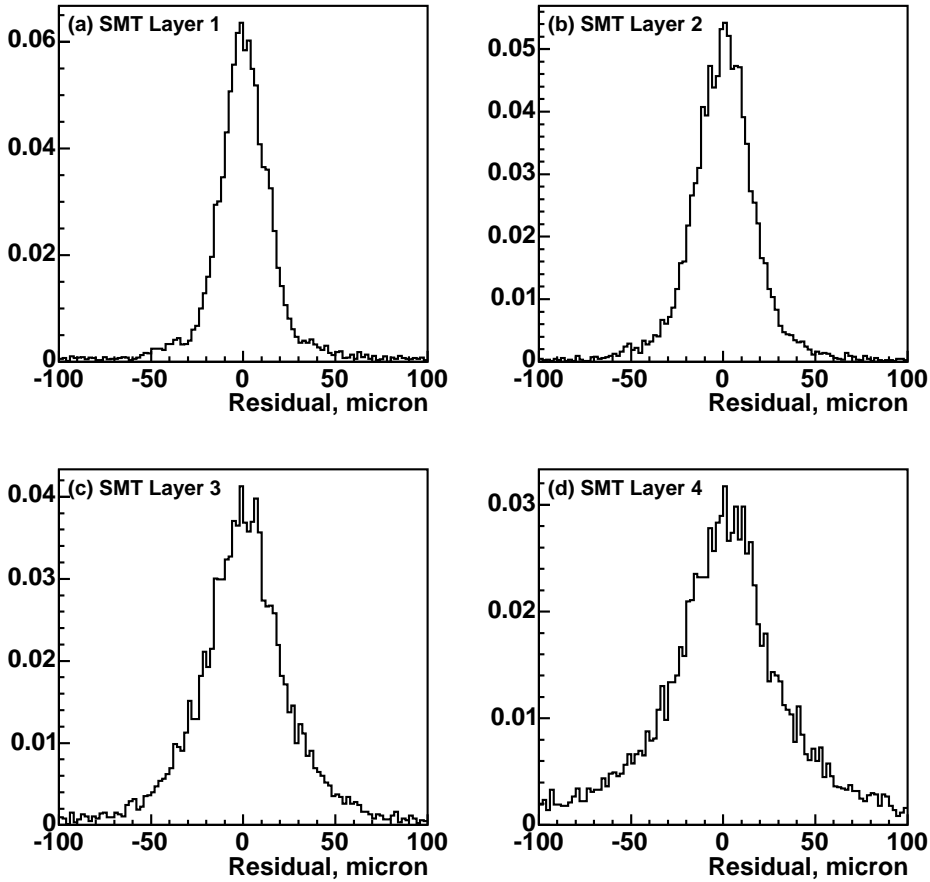 (a) SMT Layer 1
0.06
0.04
0.02
0
-100 -50 0 50 100
Residual, micron
(b) SMT Layer 2
0.05
0.04
0.03
0.02
0.01
0
-100 -50 0 50 100
Residual, micron
(c) SMT Layer 3
0.04
0.03
0.02
0.01
0
-100 -50 0 50 100
Residual, micron
(d) SMT Layer 4
0.03
0.02
0.01
0
-100 -50 0 50 100
Residual, micron